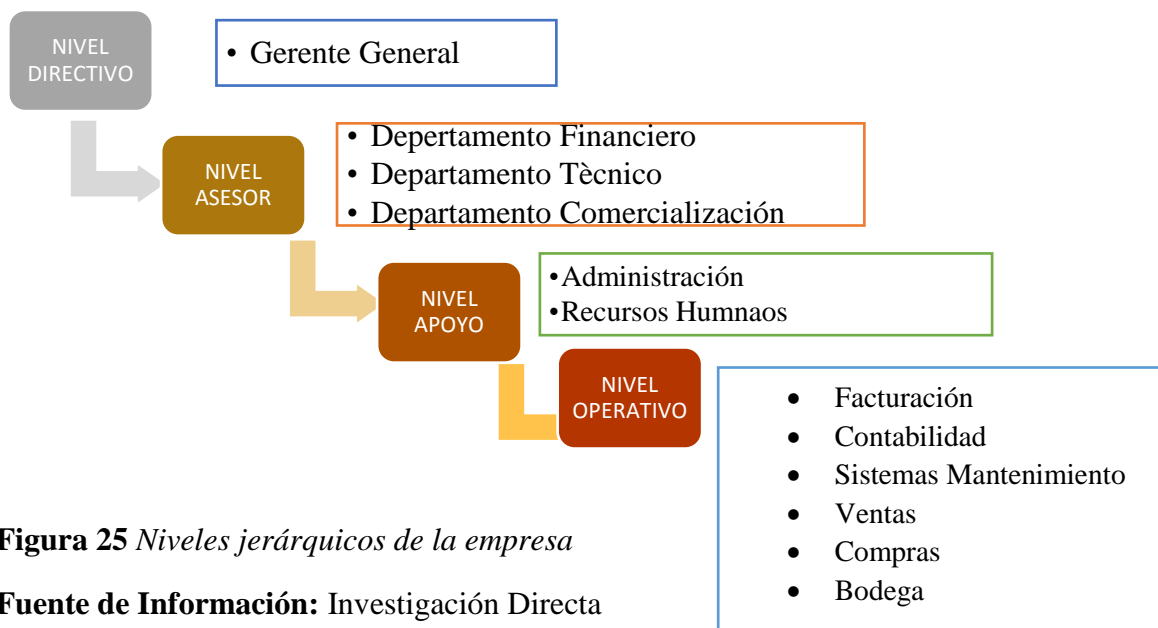 NIVEL
DIRECTIVO
• Gerente General
NIVEL
ASESOR
• Depertamento Financiero
• Departamento Tècnico
• Departamento Comercialización
NIVEL
APOYO
•Administración
•Recursos Humnaos
NIVEL
OPERATIVO
• Facturación
• Contabilidad
• Sistemas Mantenimiento
• Ventas
• Compras
• Bodega
Figura 25 Niveles jerárquicos de la empresa
Fuente de Información: Investigación Directa